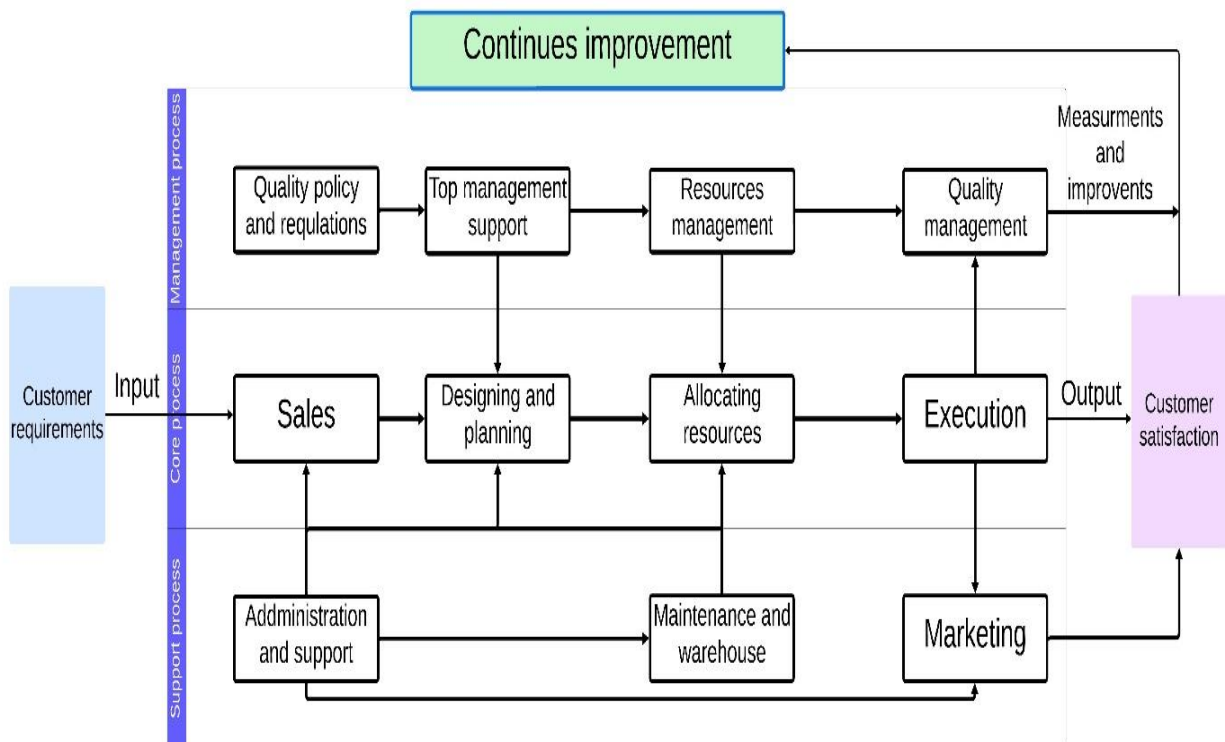 Continues improvement
Management process
Quality policy
and requlations
Top management
support
Resources
management
Quality
management
Measurments
and
improvents
Customer
requirements
Input
Core process
Sales
Designing and
planning
Allocating
resources
Execution
Output
Customer
satisfaction
Support process
Addministration
and support
Maintenance and
warehouse
Marketing